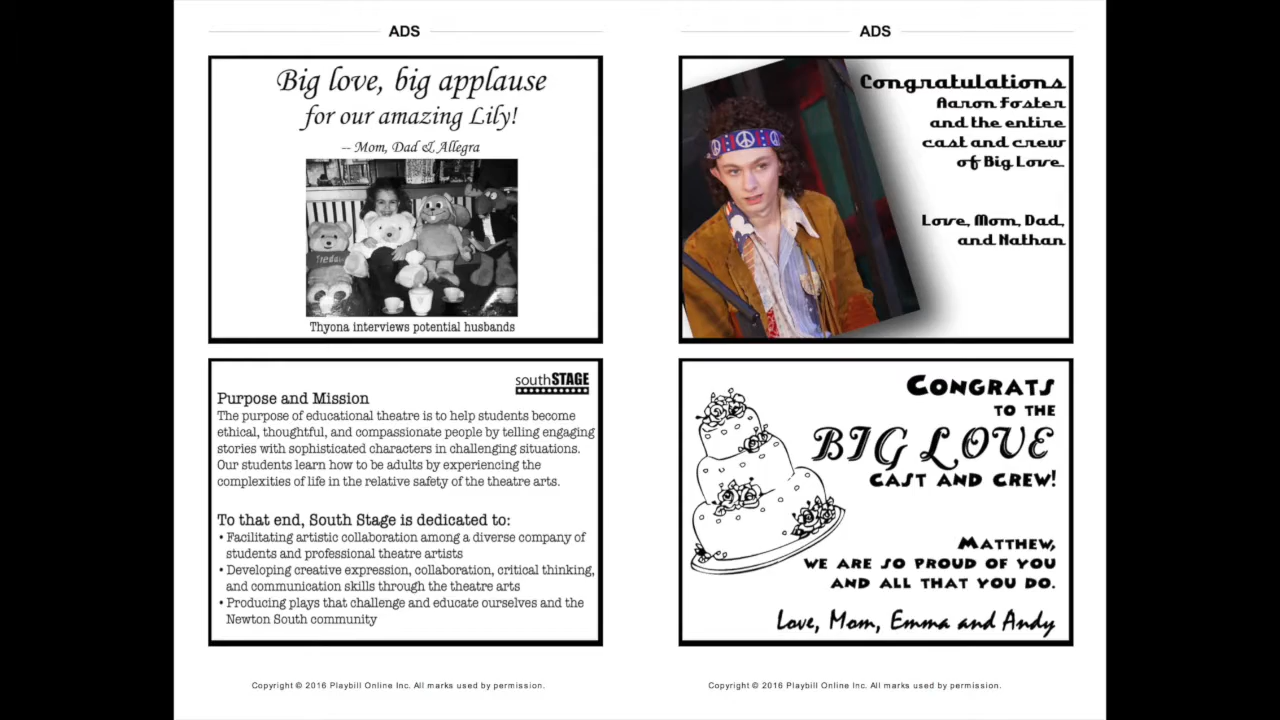 ADS
Big love, big applause
for our amazing Lily!
-- Mom, Dad & Allegra
Thyona interviews potential husbands
southSTAGE
Purpose and Mission
The purpose of educational theatre is to help students become
ethical, thoughtful, and compassionate people by telling engaging
stories with sophisticated characters in challenging situations.
Our students learn how to be adults by experiencing the
complexities of life in the relative safety of the theatre arts.
To that end, South Stage is dedicated to:
• Facilitating artistic collaboration among a diverse company of
students and professional theatre artists
• Developing creative expression, collaboration, critical thinking,
and communication skills through the theatre arts
• Producing plays that challenge and educate ourselves and the
Newton South community
Copyright © 2016 Playbill Online Inc. All marks used by permission.
ADS
Congratulations
Aaron Foster
and the entire
cast and crew
of Big Love
Love, Mom, Dad,
and Nathan
CONGRATS
TO THE
BIG LOVE
CAST AND CREW!
MATTHEW,
WE ARE SO PROUD OF YOU
AND ALL THAT YOU DO.
Love, Mom, Emma and Andy
Copyright © 2016 Playbill Online Inc. All marks used by permission.